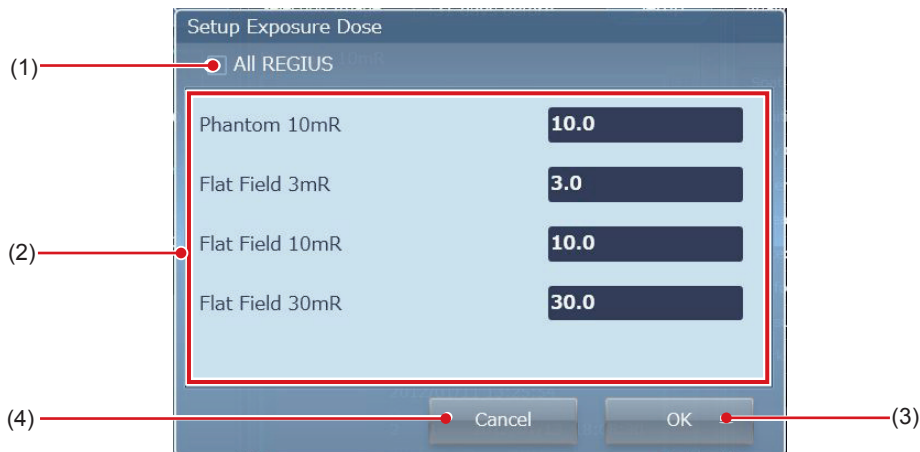 Setup Exposure Dose
(1)
All REGIUS
Phantom 10mR 10.0
Flat Field 3mR 3.0
(2)
Flat Field 10mR 10.0
Flat Field 30mR 30.0
(4)
Cancel
OK
(3)